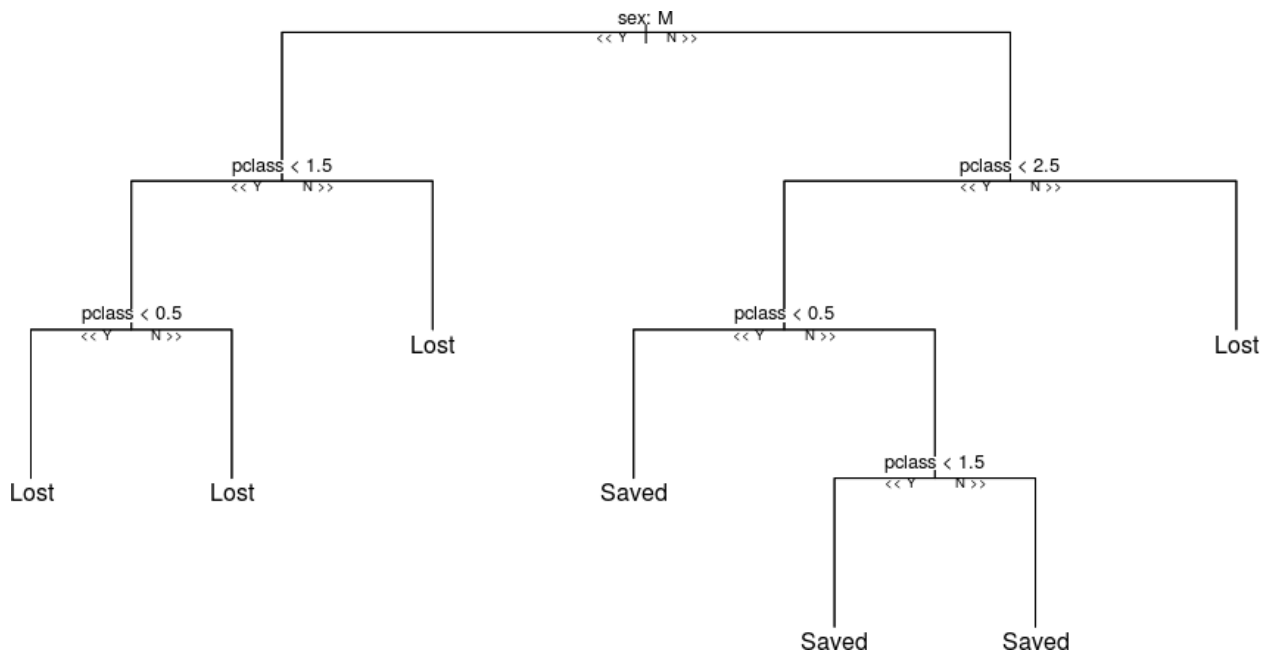 sex: M
<< Y N >>
pclass < 1.5
<< Y N >>
pclass < 2.5
<< Y N >>
pclass < 0.5
<< Y N >>
Lost
pclass < 0.5
<< Y N >>
Lost
Lost
Lost
Saved
pclass < 1.5
<< Y N >>
Saved
Saved